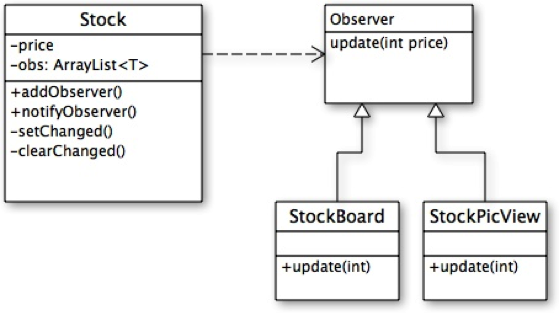 Stock
-price
-obs: ArrayList<T>
+addObserver()
+notifyObserver()
-setChanged()
-clearChanged()
Observer
update(int price)
StockBoard
+update(int)
StockPicView
+update(int)